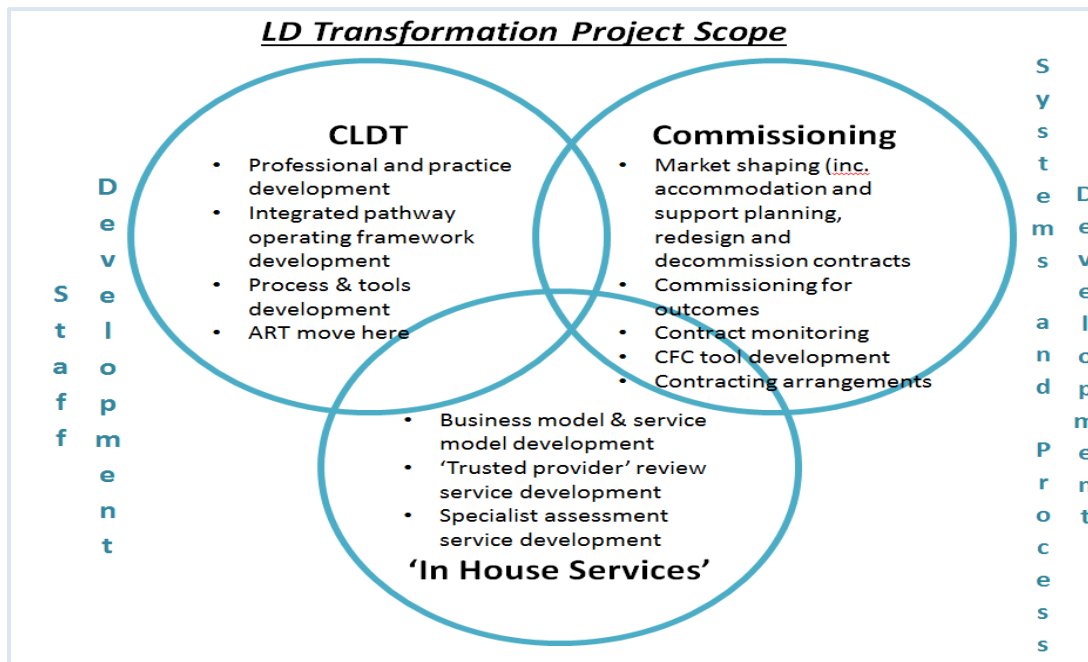 LD Transformation Project Scope
CLDT
• Professional and practice
development
• Integrated pathway
operating framework
development
• Process & tools
development
• ART move here
Commissioning
• Market shaping (inc.
accommodation and
support planning,
redesign and
decommission contracts
• Commissioning for
outcomes
• Contract monitoring
• CFC tool development
• Contracting arrangements
• Business model & service
model development
• ‘Trusted provider’ review
service development
• Specialist assessment
service development
‘In House Services’
Staff
Development
Systems and Process
Development